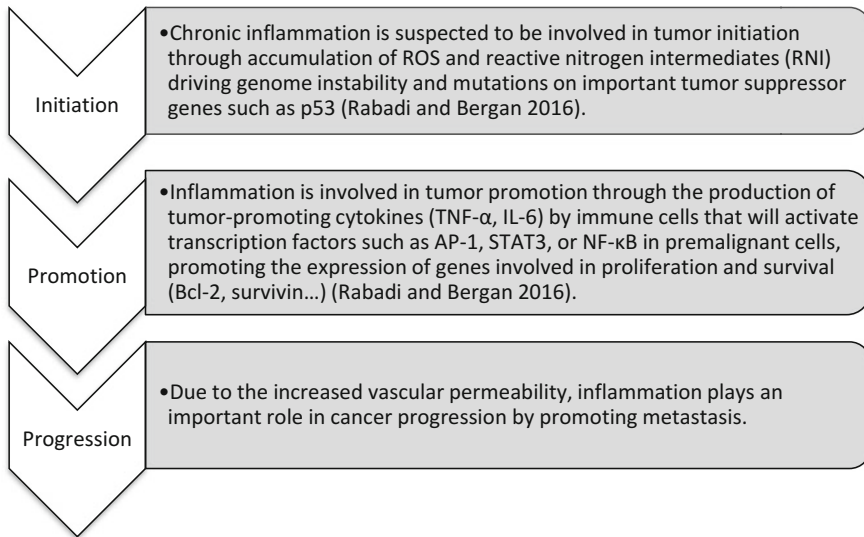 Initiation
•Chronic inflammation is suspected to be involved in tumor initiation
through accumulation of ROS and reactive nitrogen intermediates (RNI)
driving genome instability and mutations on important tumor suppressor
genes such as p53 (Rabadi and Bergan 2016).
Promotion
•Inflammation is involved in tumor promotion through the production of
tumor-promoting cytokines (TNF-α, IL-6) by immune cells that will activate
transcription factors such as AP-1, STAT3, or NF-κB in premalignant cells,
promoting the expression of genes involved in proliferation and survival
(Bcl-2, survivin…) (Rabadi and Bergan 2016).
Progression
•Due to the increased vascular permeability, inflammation plays an
important role in cancer progression by promoting metastasis.